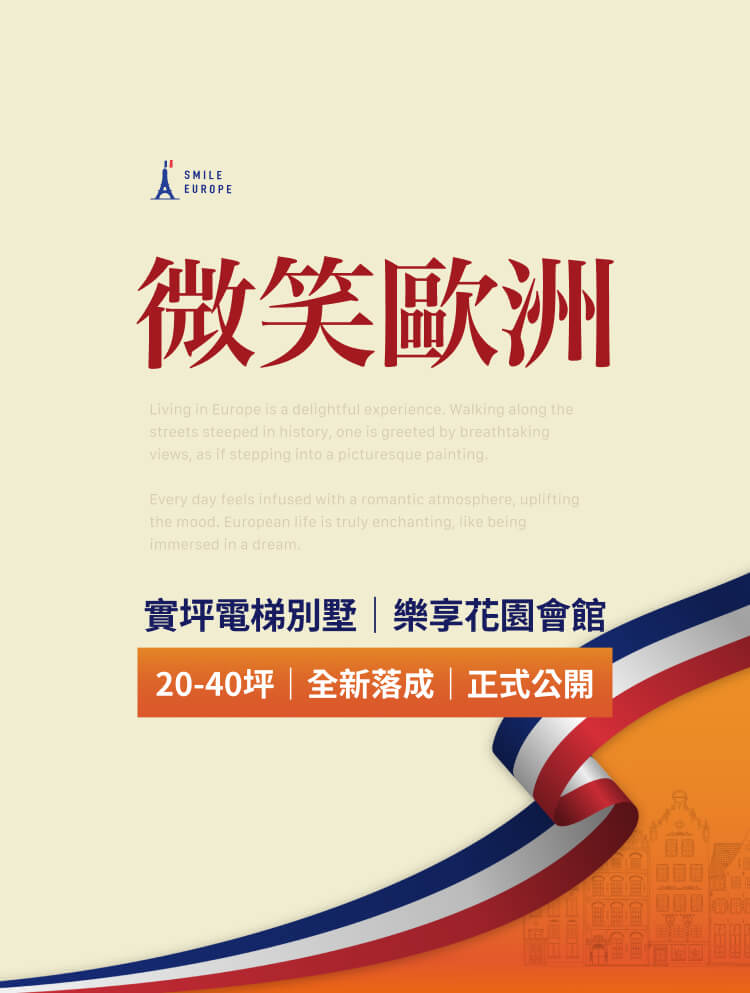 SMILE
EUROPE
微笑歐洲
Living in Europe is a delightful experience. Walking along the
streets steeped in history, one is greeted by breathtaking
views, as if stepping into a picturesque painting.
Every day feels infused with a romantic atmosphere, uplifting
the mood. European life is truly enchanting, like being
immersed in a dream.
實坪電梯別墅｜樂享花園會館
20-40坪｜全新落成｜正式公開